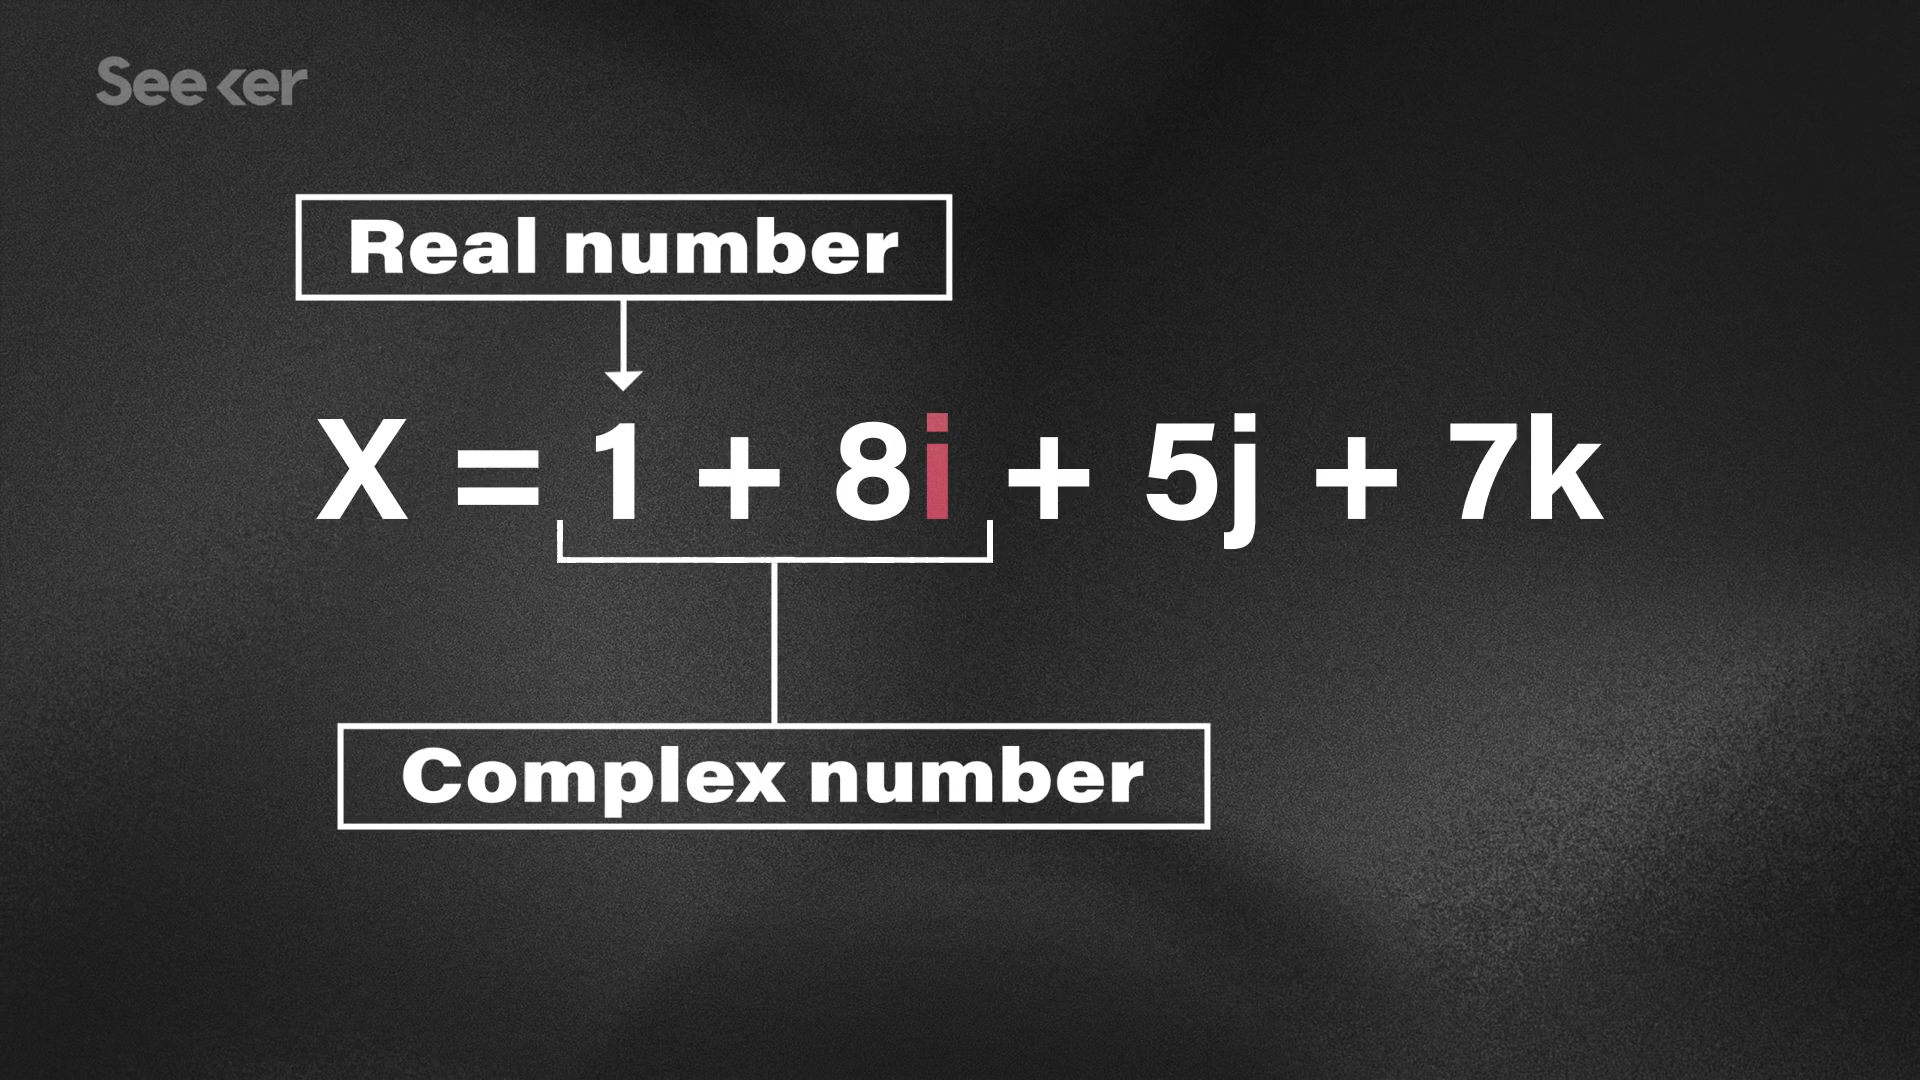 Seeker
Real number
X = 1 + 8i + 5j + 7k
Complex number